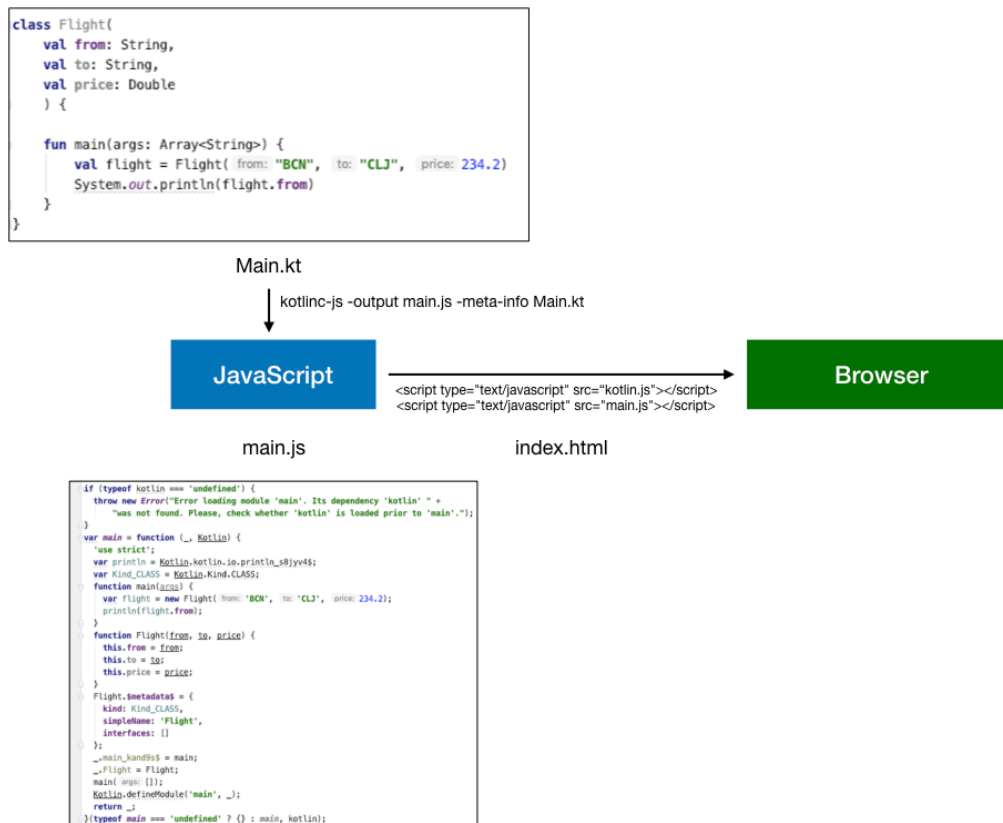 class Flight(
val from: String,
val to: String,
val price: Double
) {
fun main(args: Array<String>) {
val flight = Flight( from: "BCN", to: "CLJ", price: 234.2)
System.out.println(flight.from)
}
}
Main.kt
kotlinc-js -output main.js -meta-info Main.kt
JavaScript
<script type="text/javascript" src=“kotlin.js"></script>
<script type="text/javascript" src="main.js"></script>
Browser
main.js
index.html
if (typeof kotlin === 'undefined') {
throw new Error("Error loading module 'main'. Its dependency 'kotlin' " +
"was not found. Please, check whether 'kotlin' is loaded prior to 'main'.");
}
var main = function (_, Kotlin) {
'use strict';
var println = Kotlin.kotlin.io.println_s8jyv4$;
var Kind_CLASS = Kotlin.Kind.CLASS;
function main(args) {
var flight = new Flight( from: 'BCN', to: 'CLJ', price: 234.2);
println(flight.from);
}
function Flight(from, to, price) {
this.from = from;
this.to = to;
this.price = price;
}
Flight.$metadata$ = {
kind: Kind_CLASS,
simpleName: 'Flight',
interfaces: []
};
_.main_kand9s$ = main;
_.Flight = Flight;
main( args: []);
Kotlin.defineModule('main', _);
return _;
}(typeof main === 'undefined' ? {} : main, kotlin);